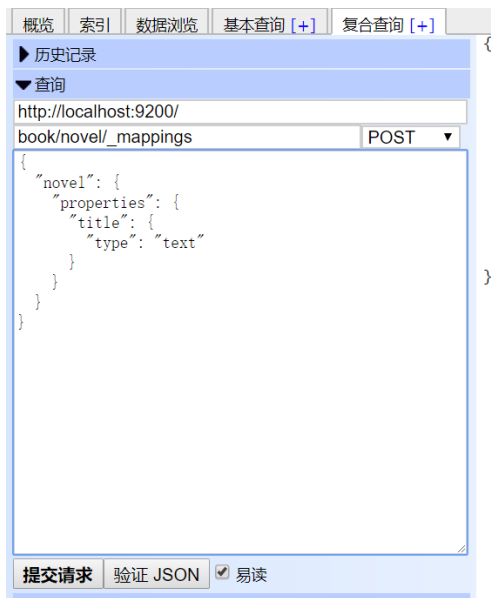 概览 索引 数据浏览 基本查询 [+] 复合查询 [+]
▶历史记录
▼查询
http://localhost:9200/
book/novel/_mappings POST ▼
{
"novel": {
"properties": {
"title": {
"type": "text"
}
}
}
}
提交请求 验证 JSON 易读
{
}